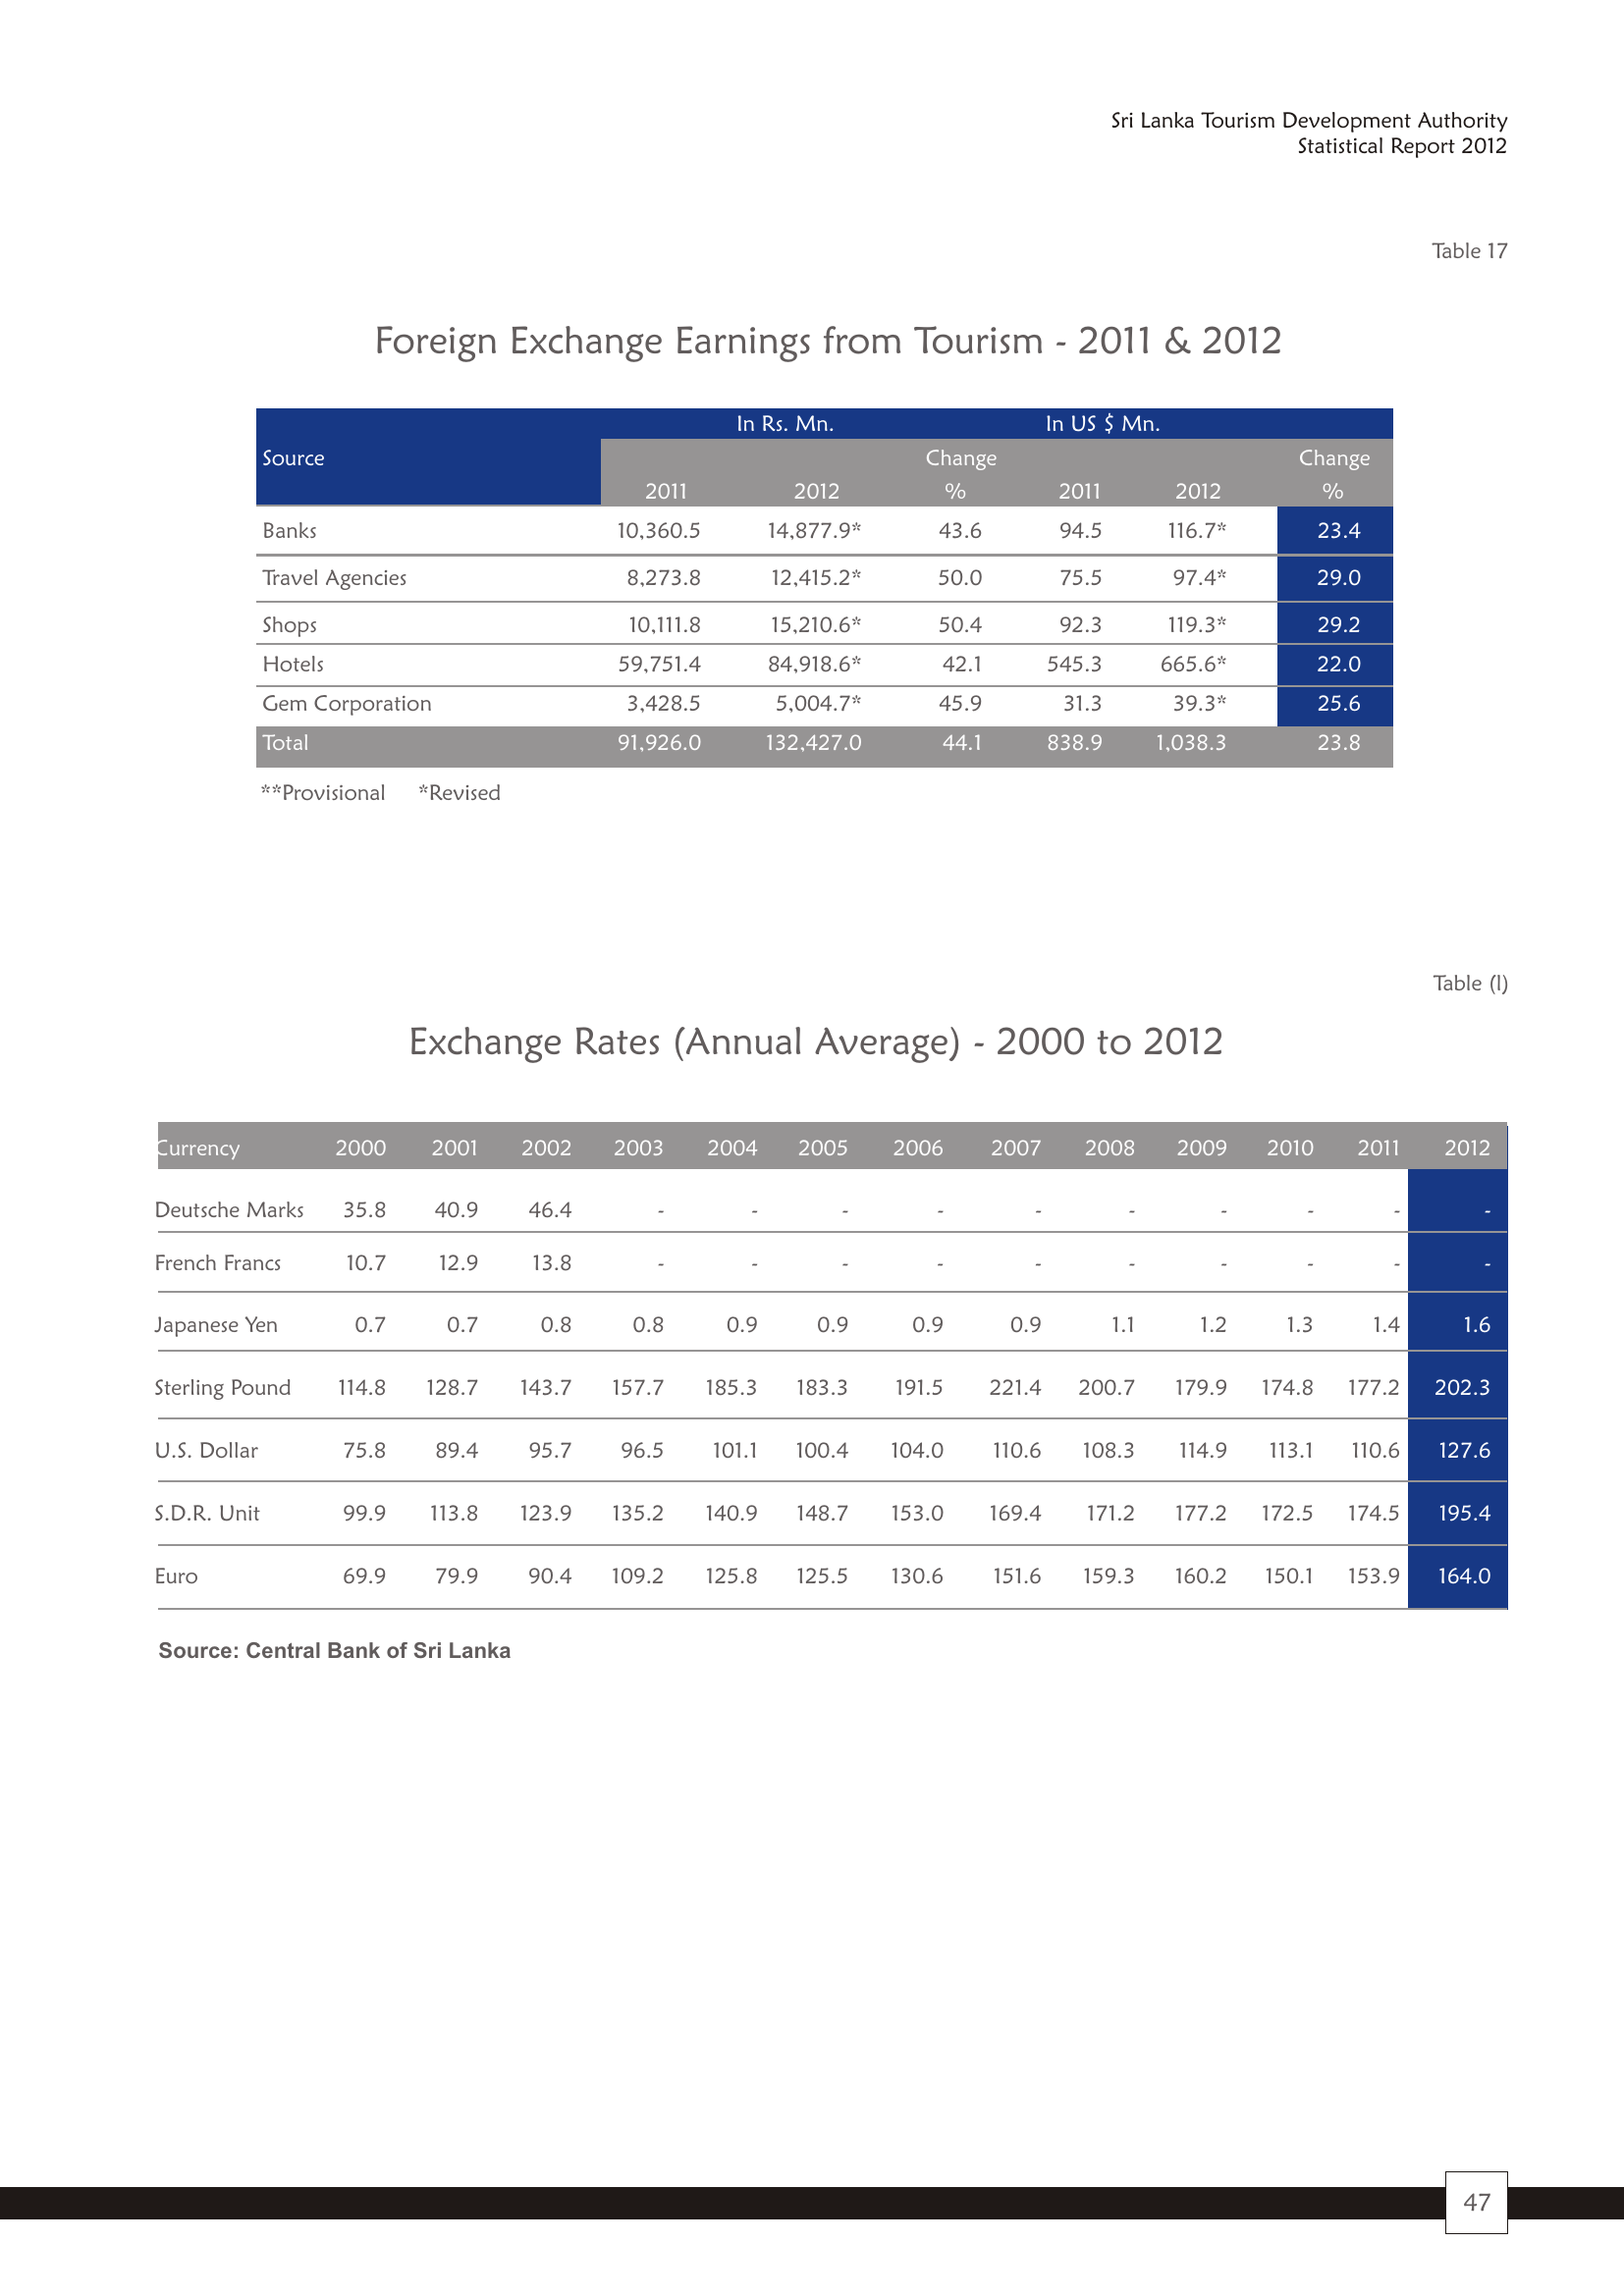 Sri Lanka Tourism Development Authority
Statistical Report 2012
Table 17
Foreign Exchange Earnings from Tourism - 2011 & 2012
In Rs. Mn. In US $ Mn.
Source Change Change
2011 2012 % 2011 2012 %
Banks 10,360.5 14,877.9* 43.6 94.5 116.7* 23.4
Travel Agencies 8,273.8 12,415.2* 50.0 75.5 97.4* 29.0
Shops 10,111.8 15,210.6* 50.4 92.3 119.3* 29.2
Hotels 59,751.4 84,918.6* 42.1 545.3 665.6* 22.0
Gem Corporation 3,428.5 5,004.7* 45.9 31.3 39.3* 25.6
Total 91,926.0 132,427.0 44.1 838.9 1,038.3 23.8
**Provisional *Revised
Table (l)
Exchange Rates (Annual Average) - 2000 to 2012
Currency 2000 2001 2002 2003 2004 2005 2006 2007 2008 2009 2010 2011 2012
Deutsche Marks 35.8 40.9 46.4 - - - - - - - - - -
French Francs 10.7 12.9 13.8 - - - - - - - - - -
Japanese Yen 0.7 0.7 0.8 0.8 0.9 0.9 0.9 0.9 1.1 1.2 1.3 1.4 1.6
Sterling Pound 114.8 128.7 143.7 157.7 185.3 183.3 191.5 221.4 200.7 179.9 174.8 177.2 202.3
U.S. Dollar 75.8 89.4 95.7 96.5 101.1 100.4 104.0 110.6 108.3 114.9 113.1 110.6 127.6
S.D.R. Unit 99.9 113.8 123.9 135.2 140.9 148.7 153.0 169.4 171.2 177.2 172.5 174.5 195.4
Euro 69.9 79.9 90.4 109.2 125.8 125.5 130.6 151.6 159.3 160.2 150.1 153.9 164.0
Source: Central Bank of Sri Lanka
47